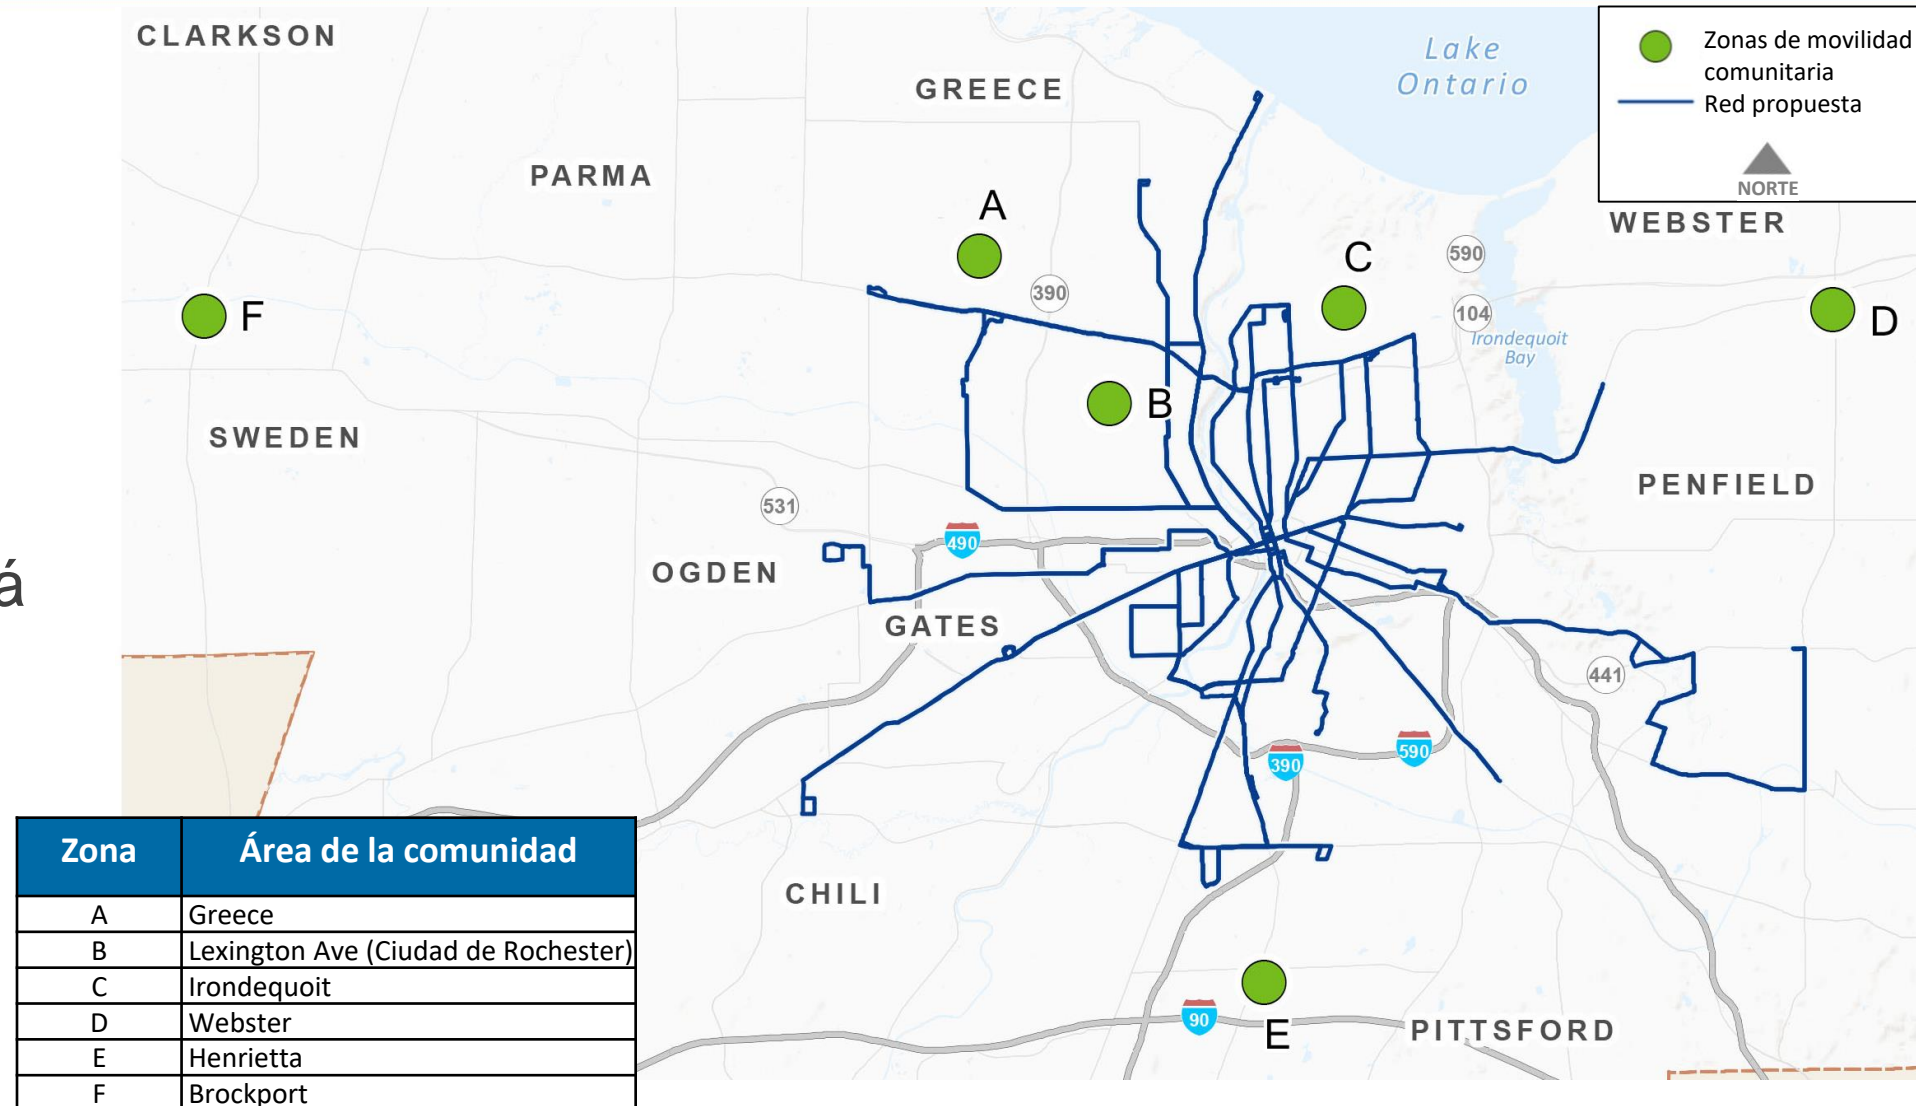 CLARKSON
GREECE
Lake
Ontario
Zonas de movilidad
comunitaria
Red propuesta
NORTE
PARMA
A
WEBSTER
C
590
F
390
104
D
Irondequoit
Bay
B
SWEDEN
531
490
PENFIELD
OGDEN
á
GATES
441
390
590
CHILI
90
E
PITTSFORD
Zona Área de la comunidad
A Greece
B Lexington Ave (Ciudad de Rochester)
C Irondequoit
D Webster
E Henrietta
F Brockport